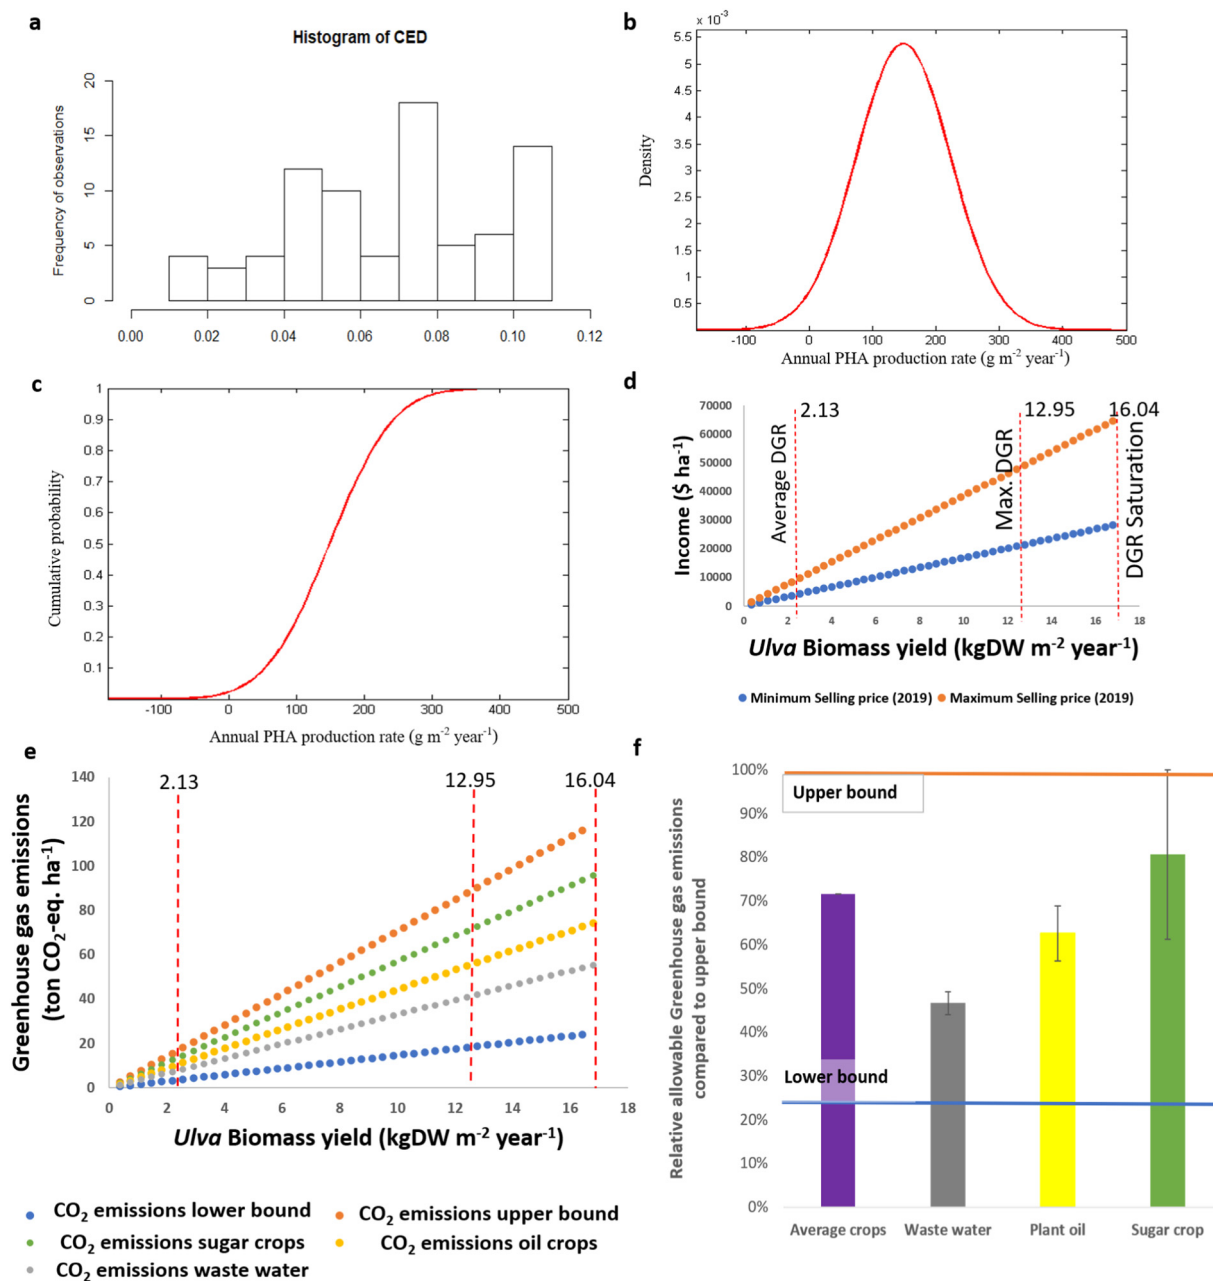 a
Histogram of CED
Frequency of observations
20
15
10
5
0
0.00 0.02 0.04 0.06 0.08 0.10 0.12
b
x 10-3
5.5
5
4.5
4
3.5
3
2.5
2
1.5
1
0.5
Density
-100 0 100 200 300 400 500
Annual PHA production rate (g m-2 year-1)
c
1
0.9
0.8
0.7
0.6
0.5
0.4
0.3
0.2
0.1
Cumulative probability
-100 0 100 200 300 400 500
Annual PHA production rate (g m-2 year-1)
d
2.13 12.95 16.04
70000
60000
50000
40000
30000
20000
10000
0
Income ($ ha-1)
Average DGR
Max. DGR
DGR Saturation
0 2 4 6 8 10 12 14 16 18
Ulva Biomass yield (kgDW m-2 year-1)
Minimum Selling price (2019) Maximum Selling price (2019)
e
2.13 12.95 16.04
140
120
100
80
60
40
20
0
Greenhouse gas emissions
(ton CO2-eq. ha-1)
0 2 4 6 8 10 12 14 16 18
Ulva Biomass yield (kgDW m-2 year-1)
CO2 emissions lower bound CO2 emissions upper bound
CO2 emissions sugar crops CO2 emissions oil crops
CO2 emissions waste water
f
100%
90%
80%
70%
60%
50%
40%
30%
20%
10%
0%
Relative allowable Greenhouse gas emissions
compared to upper bound
Upper bound
Lower bound
Average crops Waste water Plant oil Sugar crop